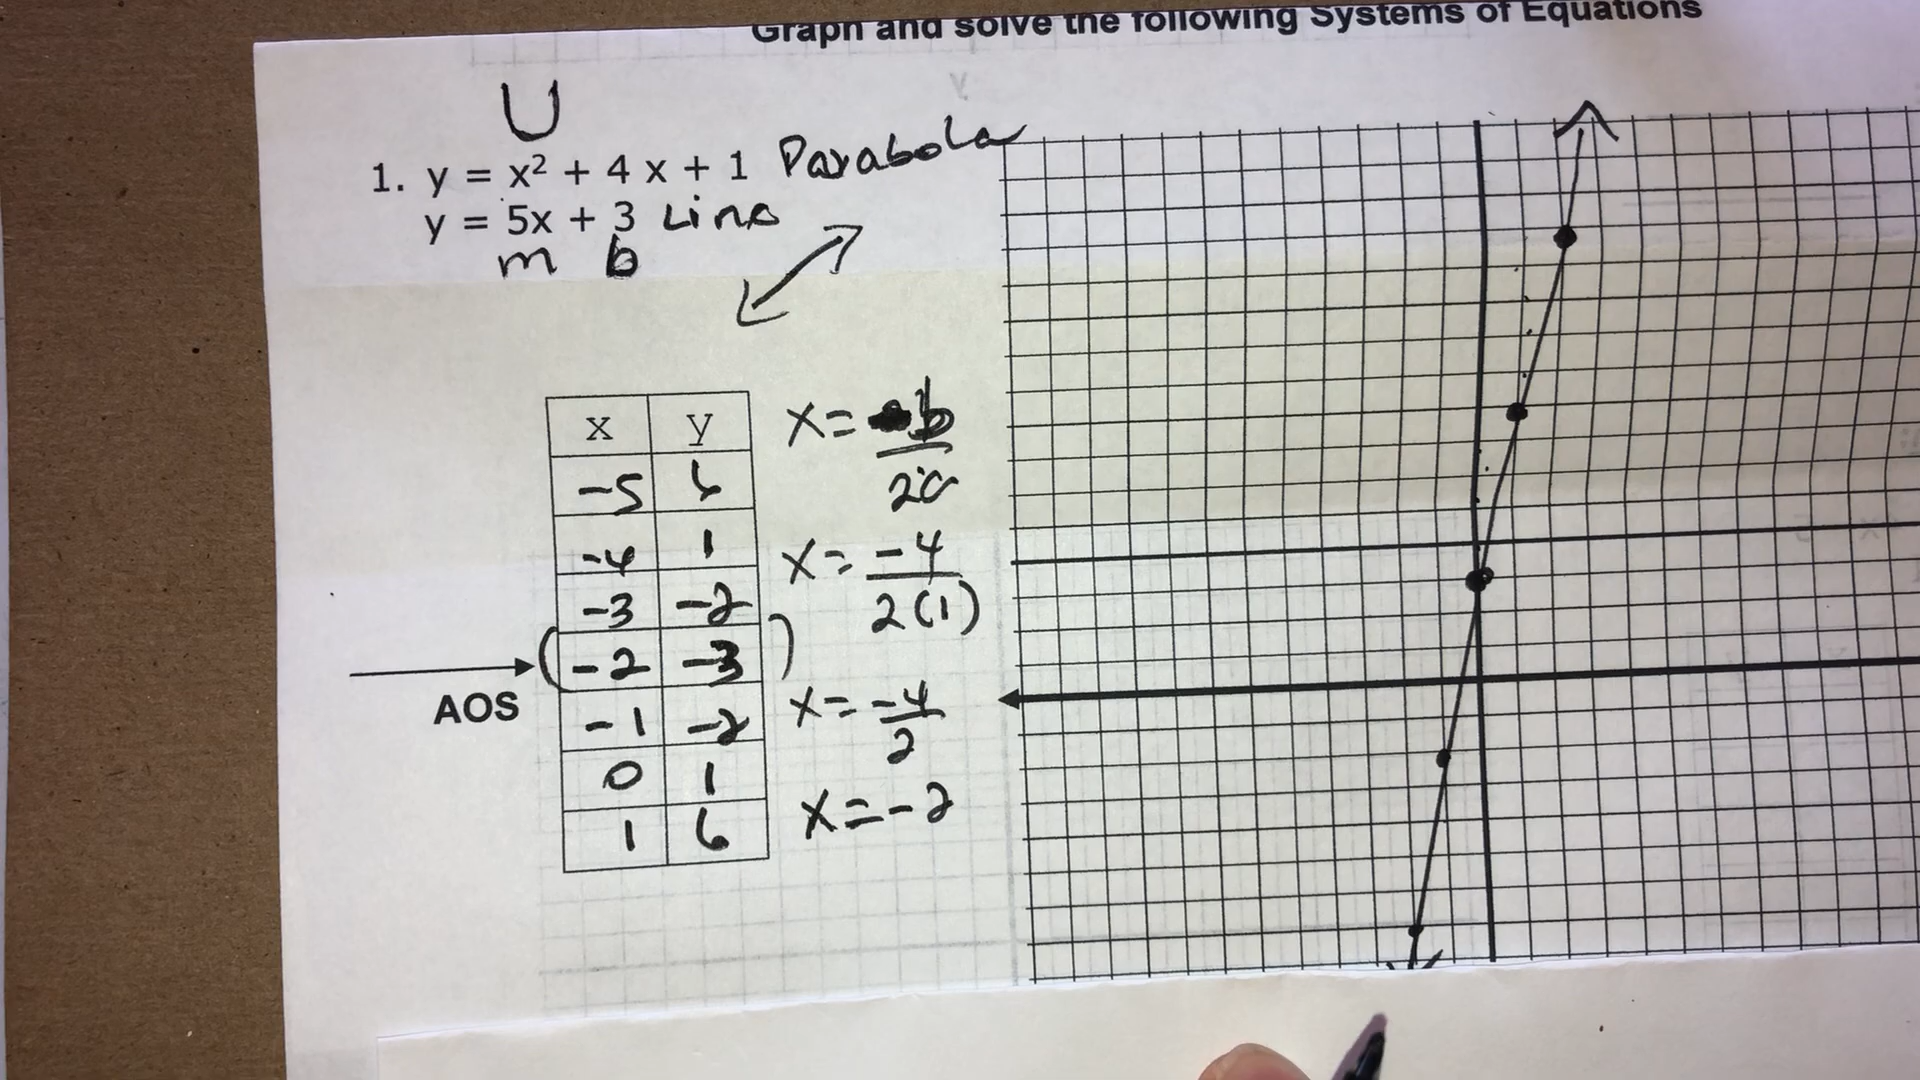 Graph and solve the following Systems of Equations
U
1. y = x² + 4 x + 1 Parabola
y = 5x + 3 Line
m b
x y
-5 6
-4 1
-3 -2
(-2 -3)
-1 -2
0 1
1 6
AOS
x = -b
2a
x = -4
2(1)
x = -4
2
x = -2